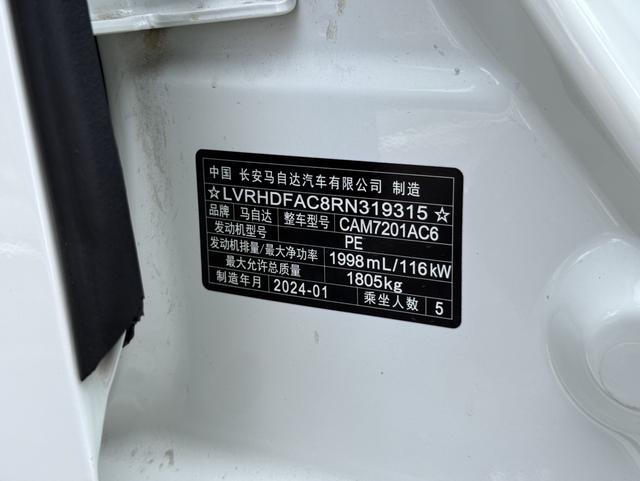 中国 长安马自达汽车有限公司 制造
☆LVRHDFAC8RN319315☆
品牌 马自达 整车型号 CAM7201AC6
发动机型号 PE
发动机排量/最大净功率 1998mL/116kW
最大允许总质量 1805kg
制造年月 2024-01 乘坐人数 5